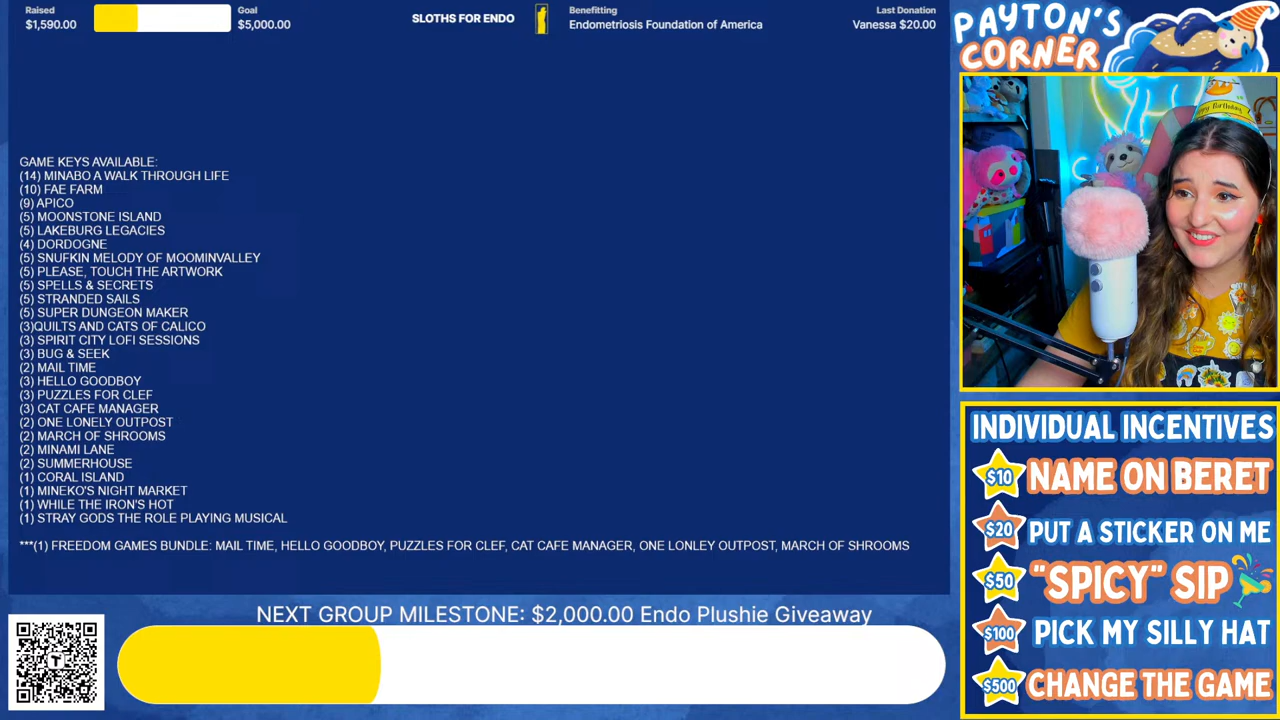 Raised
$1,590.00
Goal
$5,000.00
SLOTHS FOR ENDO
Benefitting
Endometriosis Foundation of America
Last Donation
Vanessa $20.00
PAYTON'S
CORNER
Happy Birthday
GAME KEYS AVAILABLE:
(14) MINABO A WALK THROUGH LIFE
(10) FAE FARM
(9) APICO
(5) MOONSTONE ISLAND
(5) LAKEBURG LEGACIES
(4) DORDOGNE
(5) SNUFKIN MELODY OF MOOMINVALLEY
(5) PLEASE, TOUCH THE ARTWORK
(5) SPELLS & SECRETS
(5) STRANDED SAILS
(5) SUPER DUNGEON MAKER
(3)QUILTS AND CATS OF CALICO
(3) SPIRIT CITY LOFI SESSIONS
(3) BUG & SEEK
(2) MAIL TIME
(3) HELLO GOODBOY
(3) PUZZLES FOR CLEF
(3) CAT CAFE MANAGER
(2) ONE LONELY OUTPOST
(2) MARCH OF SHROOMS
(2) MINAMI LANE
(2) SUMMERHOUSE
(1) CORAL ISLAND
(1) MINEKO'S NIGHT MARKET
(1) WHILE THE IRON'S HOT
(1) STRAY GODS THE ROLE PLAYING MUSICAL
***(1) FREEDOM GAMES BUNDLE: MAIL TIME, HELLO GOODBOY, PUZZLES FOR CLEF, CAT CAFE MANAGER, ONE LONLEY OUTPOST, MARCH OF SHROOMS
NEXT GROUP MILESTONE: $2,000.00 Endo Plushie Giveaway
INDIVIDUAL INCENTIVES
$10 NAME ON BERET
$20 PUT A STICKER ON ME
$50 "SPICY" SIP
$100 PICK MY SILLY HAT
$500 CHANGE THE GAME